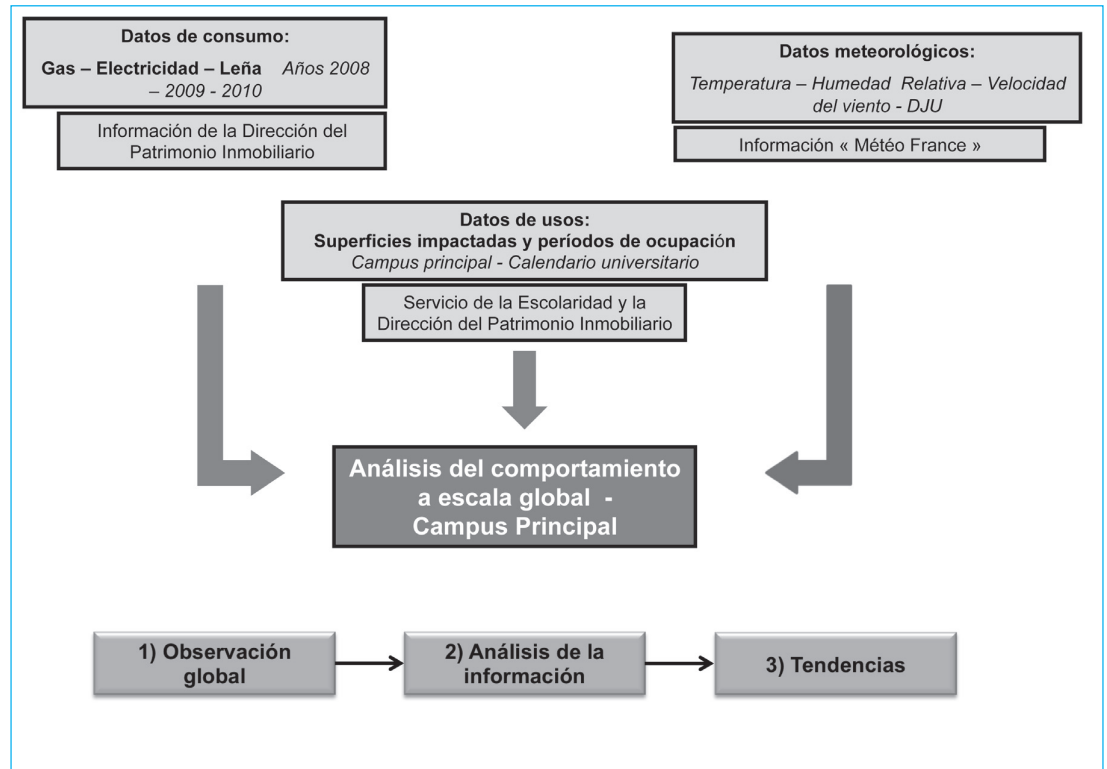 Datos de consumo:
Gas – Electricidad – Leña Años 2008
– 2009 - 2010
Información de la Dirección del
Patrimonio Inmobiliario
Datos meteorológicos:
Temperatura – Humedad Relativa – Velocidad
del viento - DJU
Información « Météo France »
Datos de usos:
Superficies impactadas y períodos de ocupación
Campus principal - Calendario universitario
Servicio de la Escolaridad y la
Dirección del Patrimonio Inmobiliario
Análisis del comportamiento
a escala global -
Campus Principal
1) Observación
global
2) Análisis de la
información
3) Tendencias